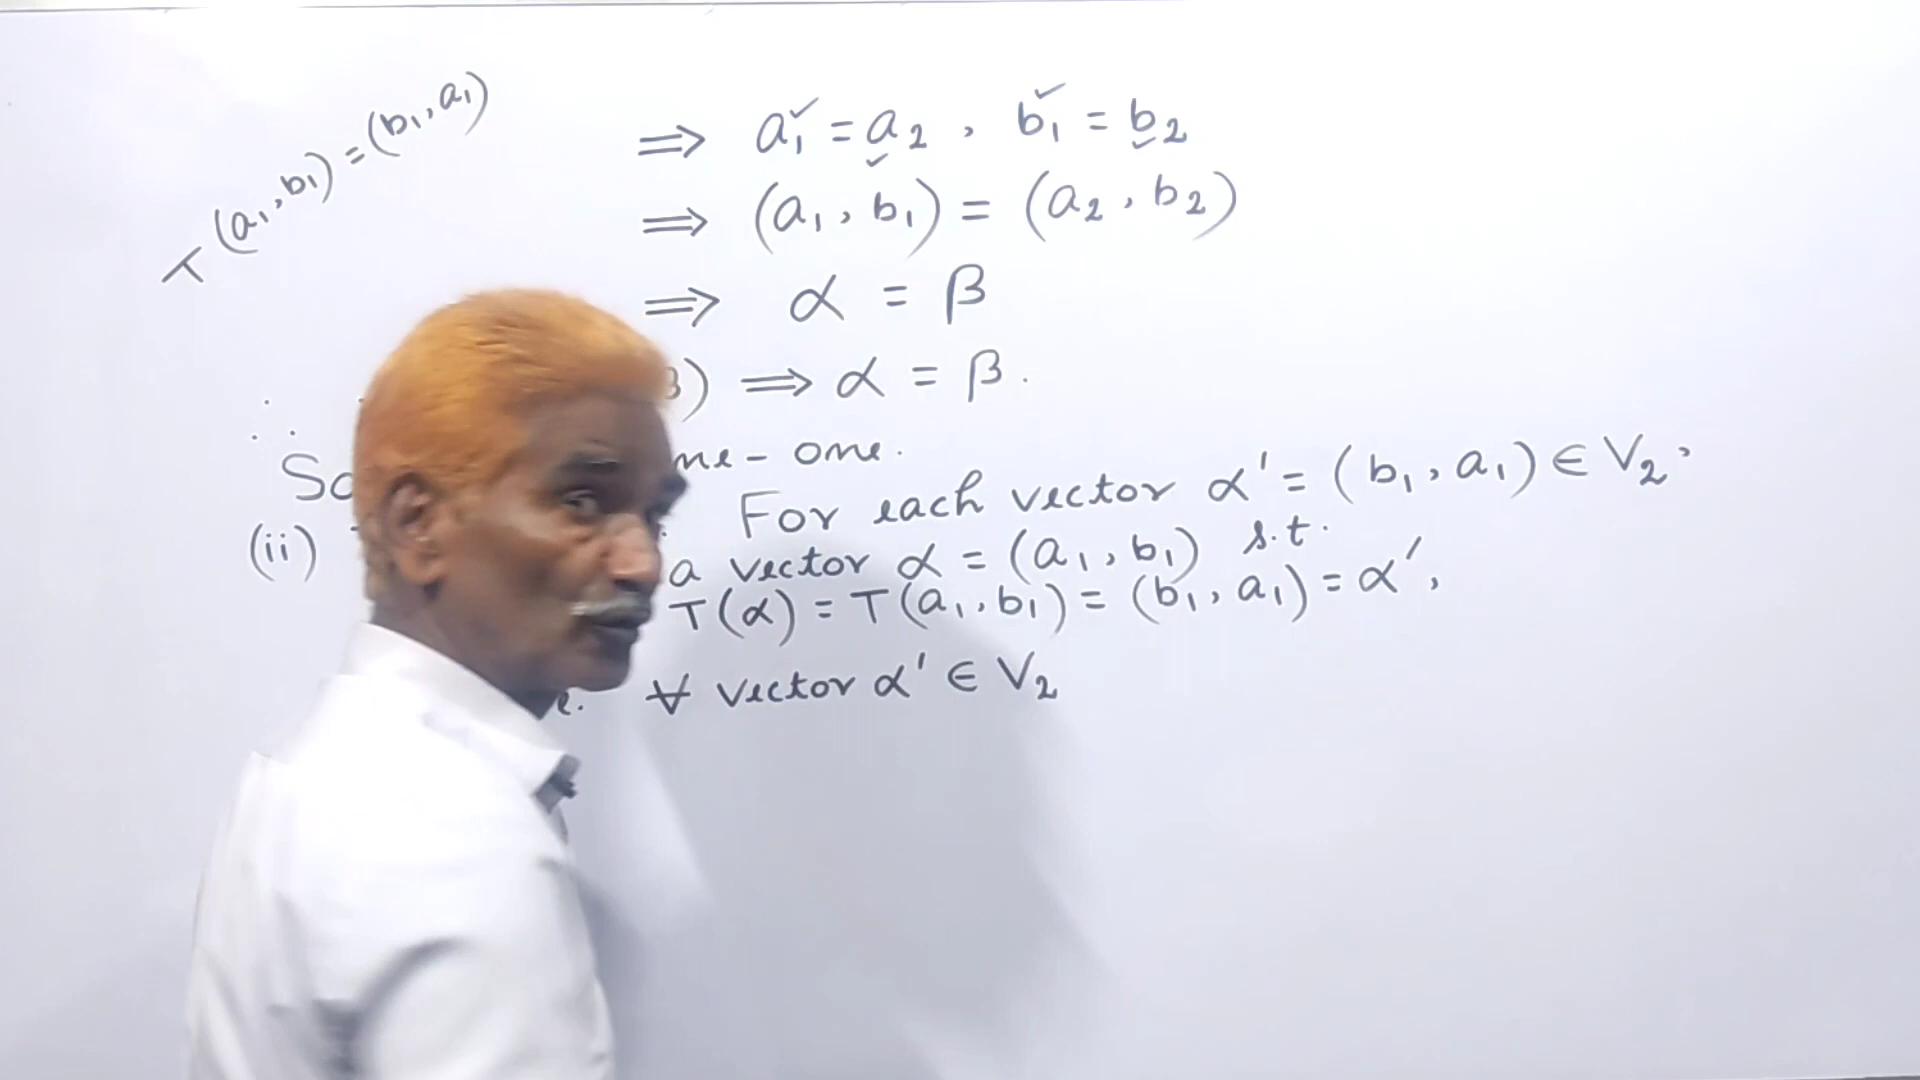 T(a₁, b₁) = (b₁, a₁)
⇒ a₁ = a₂ , b₁ = b₂
⇒ (a₁, b₁) = (a₂, b₂)
⇒ α = β
∴ ) ⇒ α = β.
So one.
(ii) For each vector α' = (b₁, a₁) ∈ V₂,
a vector α = (a₁, b₁) s.t.
T(α) = T(a₁, b₁) = (b₁, a₁) = α',
∀ vector α' ∈ V₂